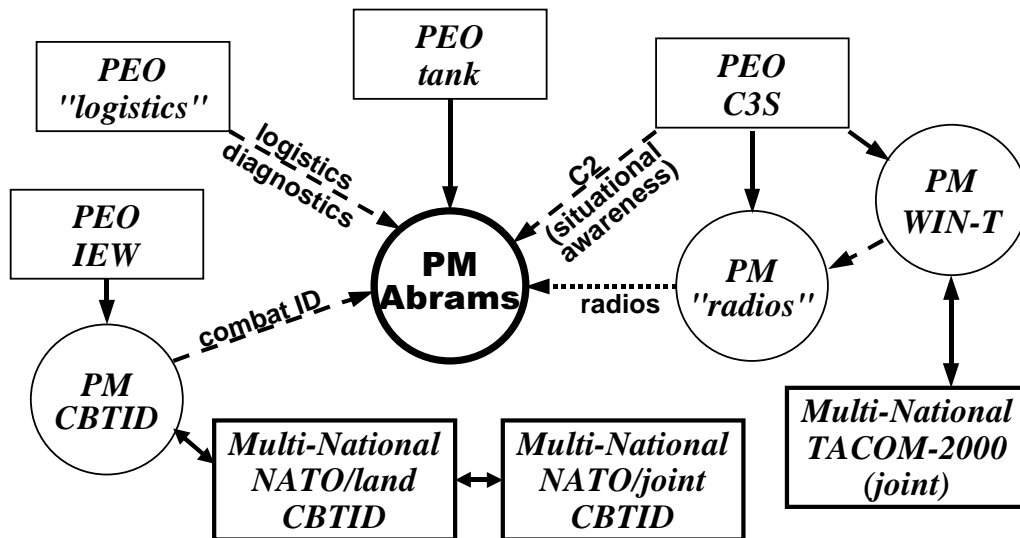 PEO
"logistics"
PEO
tank
PEO
C3S
logistics
diagnostics
C2
(situational
awareness)
PEO
IEW
PM
WIN-T
PM
Abrams
PM
"radios"
radios
combat ID
PM
CBTID
Multi-National
NATO/land
CBTID
Multi-National
NATO/joint
CBTID
Multi-National
TACOM-2000
(joint)